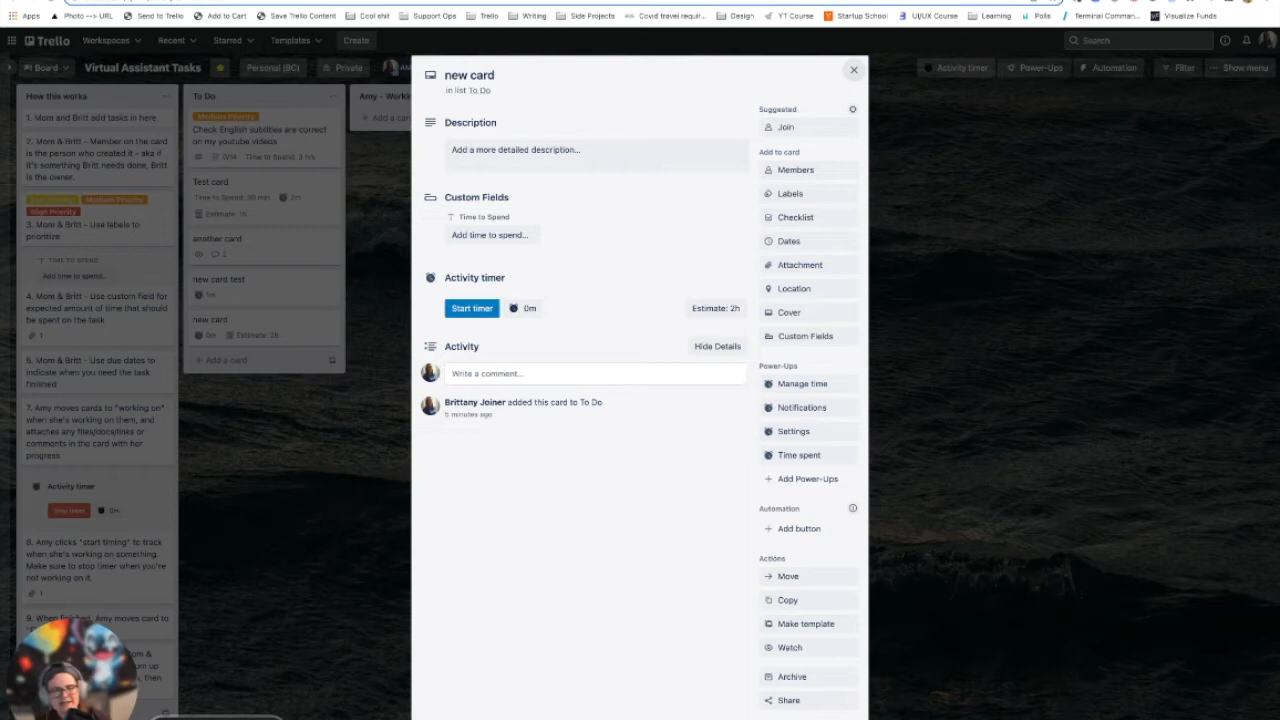 Apps
Photo --> URL
Send to Trello
Add to Cart
Save Trello Content
Cool shit
Support Ops
Trello
Writing
Side Projects
Covid travel requir...
Design
YT Course
Startup School
UI/UX Course
Learning
Polls
Terminal Comman...
Visualize Funds
Trello
Workspaces
Recent
Starred
Templates
Create
Search
Board
Virtual Assistant Tasks
Personal (BC)
Private
Activity timer
Power-Ups
Automation
Filter
Show menu
How this works
1. Mom and Britt add tasks in here.
2. Mom & Britt - Member on the card
is the person who created it - aka if
it's something Britt needs done, Britt
is the owner.
Medium Priority
High Priority
3. Mom & Britt - Use labels to
prioritize
TIME TO SPEND
Add time to spend...
4. Mom & Britt - Use custom field for
expected amount of time that should
be spent on the task
1
5. Mom & Britt - Use due dates to
indicate when you need the task
finished
7. Amy moves cards to "working on"
when she's working on them, and
attaches any files/docs/lines or
comments in the card with her
progress
Activity timer
Stop timer
0m
8. Amy clicks "start timing" to track
when she's working on something.
Make sure to stop timer when you're
not working on it.
1
9. When finished, Amy moves card to
To Do
Medium Priority
Check English subtitles are correct
on my youtube videos
0/14
Time to Spend: 3 h/s
Test card
Time to Spend: 30 min
2m
Estimate: 1h
another card
2
new card test
1m
new card
0m
Estimate: 2h
+ Add a card
Amy - Worki
+ Add a car
new card
in list To Do
Description
Add a more detailed description...
Custom Fields
Time to Spend
Add time to spend...
Activity timer
Start timer
0m
Estimate: 2h
Activity
Hide Details
Write a comment...
Brittany Joiner added this card to To Do
5 minutes ago
Suggested
Join
Add to card
Members
Labels
Checklist
Dates
Attachment
Location
Cover
Custom Fields
Power-Ups
Manage time
Notifications
Settings
Time spent
+ Add Power-Ups
Automation
+ Add button
Actions
Move
Copy
Make template
Watch
Archive
Share